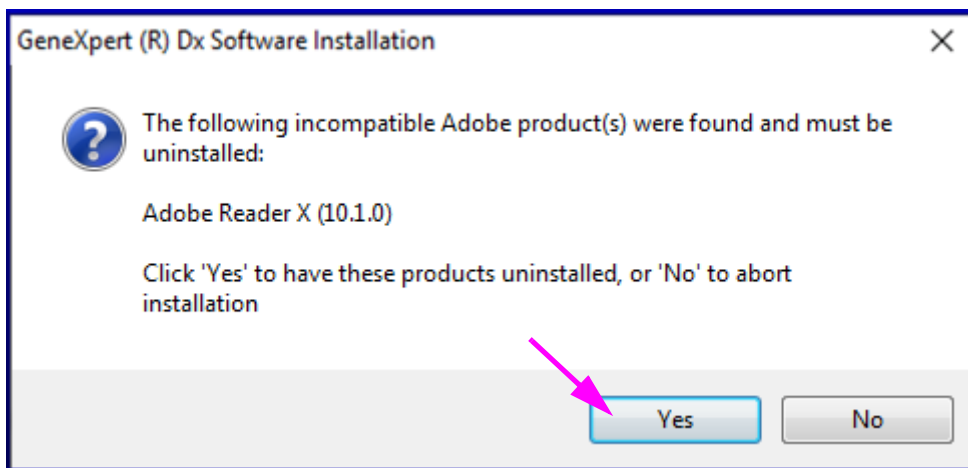 GeneXpert (R) Dx Software Installation
The following incompatible Adobe product(s) were found and must be
uninstalled:
Adobe Reader X (10.1.0)
Click 'Yes' to have these products uninstalled, or 'No' to abort
installation
Yes
No